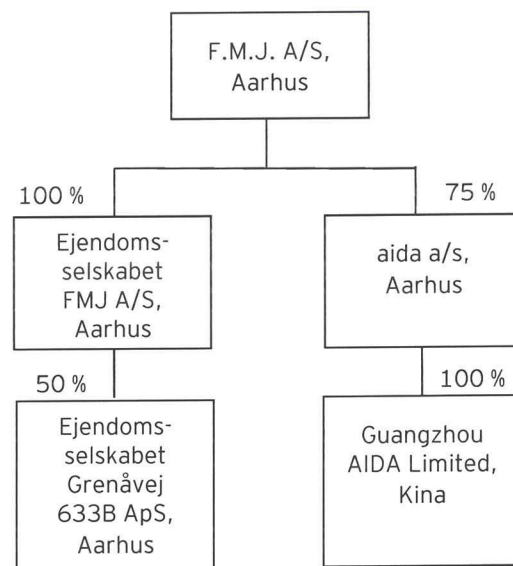 F.M.J. A/S,
Aarhus
100 %
75 %
Ejendoms-
selskabet
FMJ A/S,
Aarhus
aida a/s,
Aarhus
50 %
100 %
Ejendoms-
selskabet
Grenåvej
633B ApS,
Aarhus
Guangzhou
AIDA Limited,
Kina